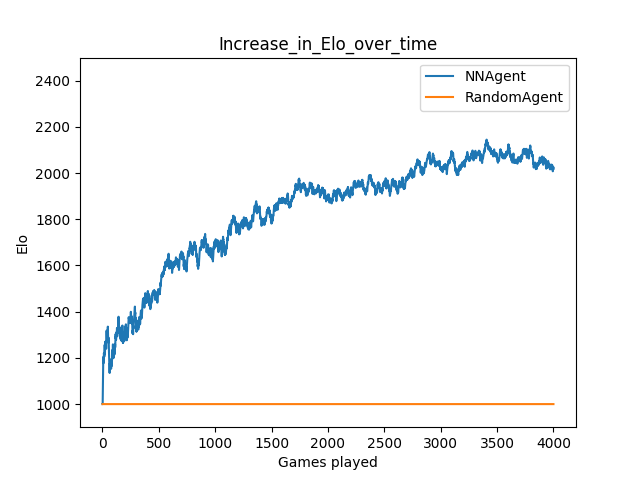 Increase_in_Elo_over_time
NNAgent
RandomAgent
Elo
2400
2200
2000
1800
1600
1400
1200
1000
0 500 1000 1500 2000 2500 3000 3500 4000
Games played